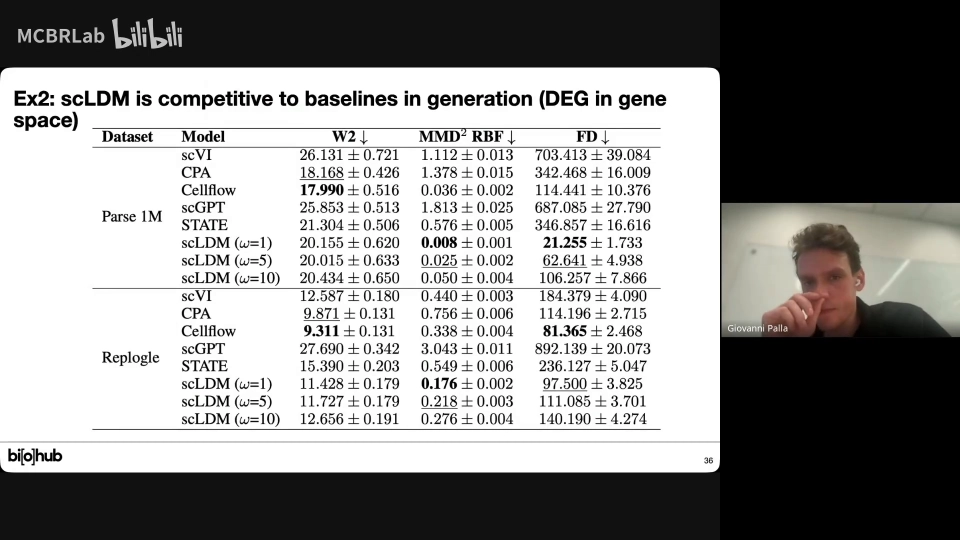 MCBRLab bilibili
Ex2: scLDM is competitive to baselines in generation (DEG in gene
space)
Dataset Model W2 ↓ MMD² RBF ↓ FD ↓
scVI 26.131 ± 0.721 1.112 ± 0.013 703.413 ± 39.084
CPA 18.168 ± 0.426 1.378 ± 0.015 342.468 ± 16.009
Cellflow 17.990 ± 0.516 0.036 ± 0.002 114.441 ± 10.376
Parse 1M scGPT 25.853 ± 0.513 1.813 ± 0.025 687.085 ± 27.790
STATE 21.304 ± 0.506 0.576 ± 0.005 346.857 ± 16.616
scLDM (ω=1) 20.155 ± 0.620 0.008 ± 0.001 21.255 ± 1.733
scLDM (ω=5) 20.015 ± 0.633 0.025 ± 0.002 62.641 ± 4.938
scLDM (ω=10) 20.434 ± 0.650 0.050 ± 0.004 106.257 ± 7.866
scVI 12.587 ± 0.180 0.440 ± 0.003 184.379 ± 4.090
CPA 9.871 ± 0.131 0.756 ± 0.006 114.196 ± 2.715
Cellflow 9.311 ± 0.131 0.338 ± 0.004 81.365 ± 2.468
Replogle scGPT 27.690 ± 0.342 3.043 ± 0.011 892.139 ± 20.073
STATE 15.390 ± 0.203 0.549 ± 0.006 236.127 ± 5.047
scLDM (ω=1) 11.428 ± 0.179 0.176 ± 0.002 97.500 ± 3.825
scLDM (ω=5) 11.727 ± 0.179 0.218 ± 0.003 111.085 ± 3.701
scLDM (ω=10) 12.656 ± 0.191 0.276 ± 0.004 140.190 ± 4.274
bi[o]hub
36
Giovanni Palla